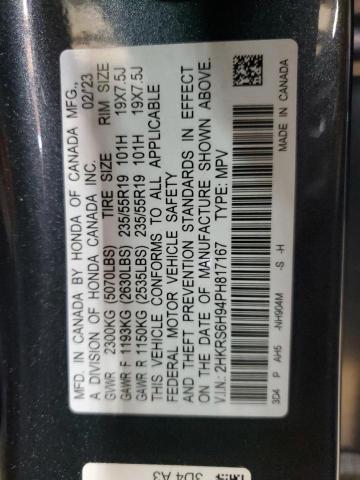 MFD. IN CANADA BY HONDA OF CANADA MFG.,
A DIVISION OF HONDA CANADA INC. 02/23
GVWR 2300KG (5070LBS) TIRE SIZE RIM SIZE
GAWR F 1193KG (2630LBS) 235/55R19 101H 19X7.5J
GAWR R 1150KG (2535LBS) 235/55R19 101H 19X7.5J
THIS VEHICLE CONFORMS TO ALL APPLICABLE
FEDERAL MOTOR VEHICLE SAFETY
AND THEFT PREVENTION STANDARDS IN EFFECT
ON THE DATE OF MANUFACTURE SHOWN ABOVE.
V.I.N.: 2HKRS6H94PH817167 TYPE: MPV
3D4 P AH5 -NH904M -S -H MADE IN CANADA
3D4 A3